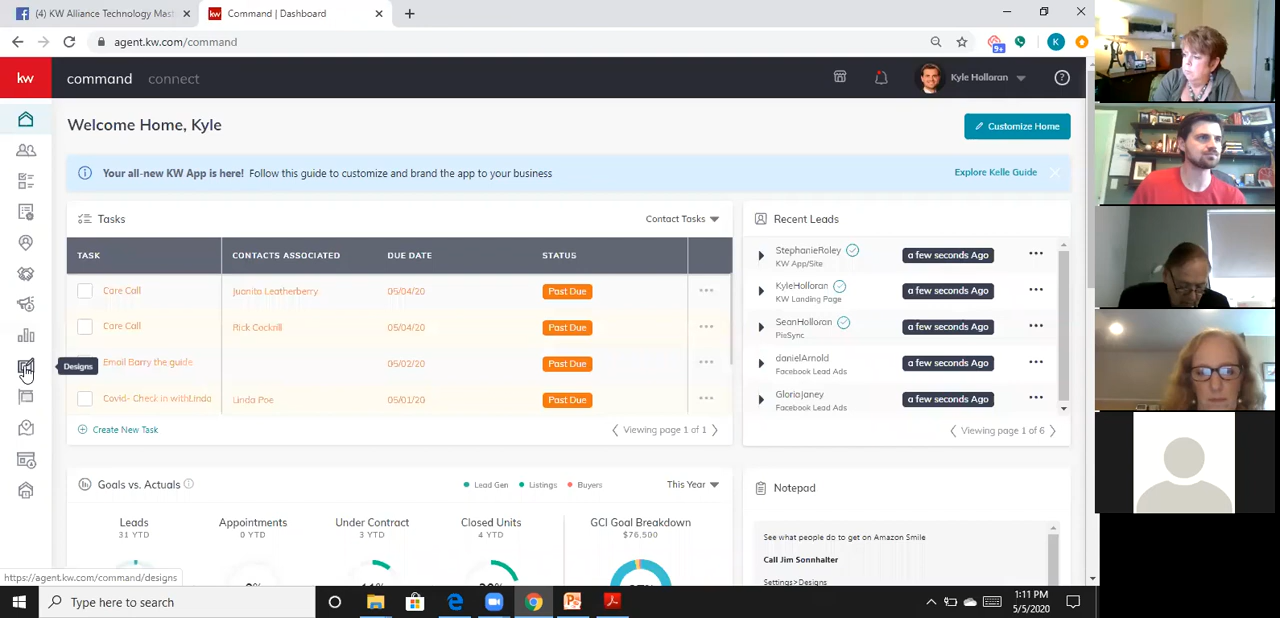 (4) KW Alliance Technology Mast
Command | Dashboard
agent.kw.com/command
9+
K
kw
command connect
Kyle Holloran
Welcome Home, Kyle
Customize Home
Your all-new KW App is here! Follow this guide to customize and brand the app to your business
Explore Kelle Guide
Tasks
Contact Tasks
TASK CONTACTS ASSOCIATED DUE DATE STATUS
Care Call Juanita Leatherberry 05/04/20 Past Due
Care Call Rick Cockrill 05/04/20 Past Due
Designs
Email Barry the guide 05/02/20 Past Due
Covid- Check in withLinda Linda Poe 05/01/20 Past Due
Create New Task
Viewing page 1 of 1
Recent Leads
StephanieRoley a few seconds Ago
KW App/Site
KyleHolloran a few seconds Ago
KW Landing Page
SeanHolloran a few seconds Ago
PieSync
danielArnold a few seconds Ago
Facebook Lead Ads
GloriaJaney a few seconds Ago
Facebook Lead Ads
Viewing page 1 of 6
Goals vs. Actuals
Lead Gen Listings Buyers
This Year
Leads Appointments Under Contract Closed Units GCI Goal Breakdown
31 YTD 0 YTD 3 YTD 4 YTD $76,500
Notepad
See what people do to get on Amazon Smile
Call Jim Sonnhalter
Settings>Designs
https://agent.kw.com/command/designs
Type here to search
1:11 PM
5/5/2020